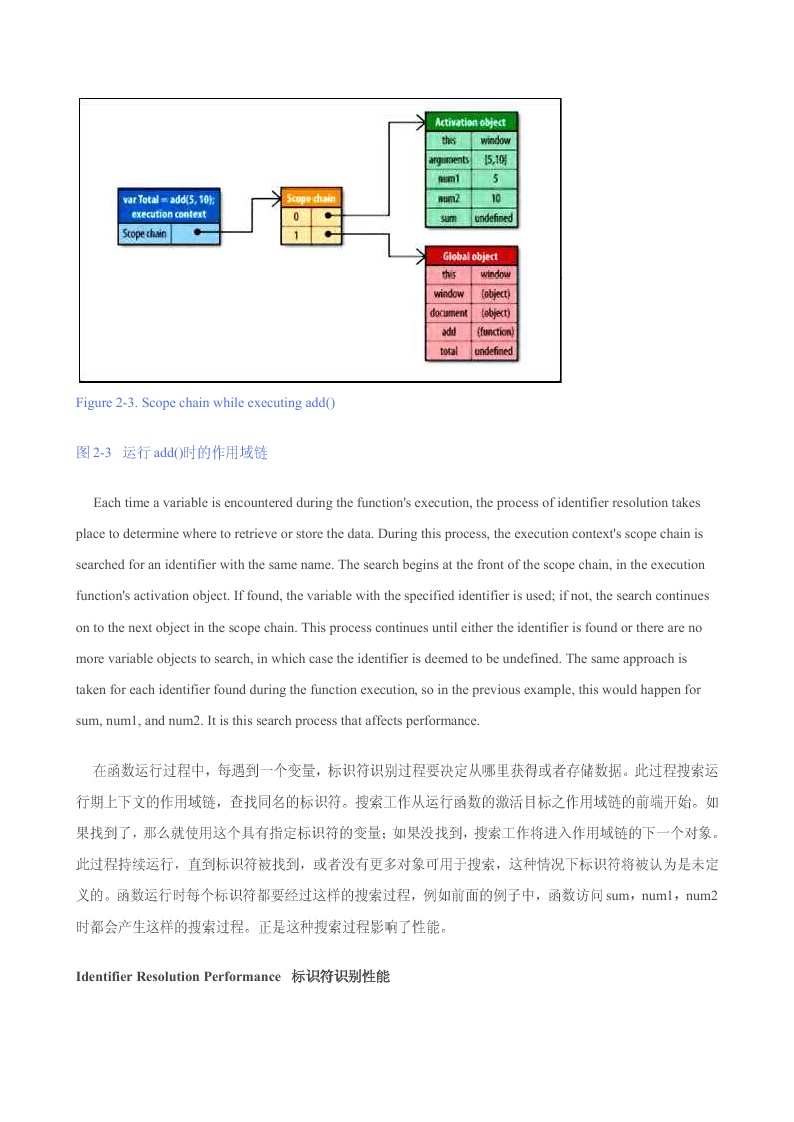 var Total = add(5, 10);
execution context
Scope chain
Scope chain
0
1
Activation object
this window
arguments [5,10]
num1 5
num2 10
sum undefined
Global object
this window
window (object)
document (object)
add (function)
total undefined
Figure 2-3. Scope chain while executing add()
图 2-3 运行 add()时的作用域链
Each time a variable is encountered during the function's execution, the process of identifier resolution takes
place to determine where to retrieve or store the data. During this process, the execution context's scope chain is
searched for an identifier with the same name. The search begins at the front of the scope chain, in the execution
function's activation object. If found, the variable with the specified identifier is used; if not, the search continues
on to the next object in the scope chain. This process continues until either the identifier is found or there are no
more variable objects to search, in which case the identifier is deemed to be undefined. The same approach is
taken for each identifier found during the function execution, so in the previous example, this would happen for
sum, num1, and num2. It is this search process that affects performance.
在函数运行过程中，每遇到一个变量，标识符识别过程要决定从哪里获得或者存储数据。此过程搜索运
行期上下文的作用域链，查找同名的标识符。搜索工作从运行函数的激活目标之作用域链的前端开始。如
果找到了，那么就使用这个具有指定标识符的变量；如果没找到，搜索工作将进入作用域链的下一个对象。
此过程持续运行，直到标识符被找到，或者没有更多对象可用于搜索，这种情况下标识符将被认为是未定
义的。函数运行时每个标识符都要经过这样的搜索过程，例如前面的例子中，函数访问 sum，num1，num2
时都会产生这样的搜索过程。正是这种搜索过程影响了性能。
Identifier Resolution Performance 标识符识别性能